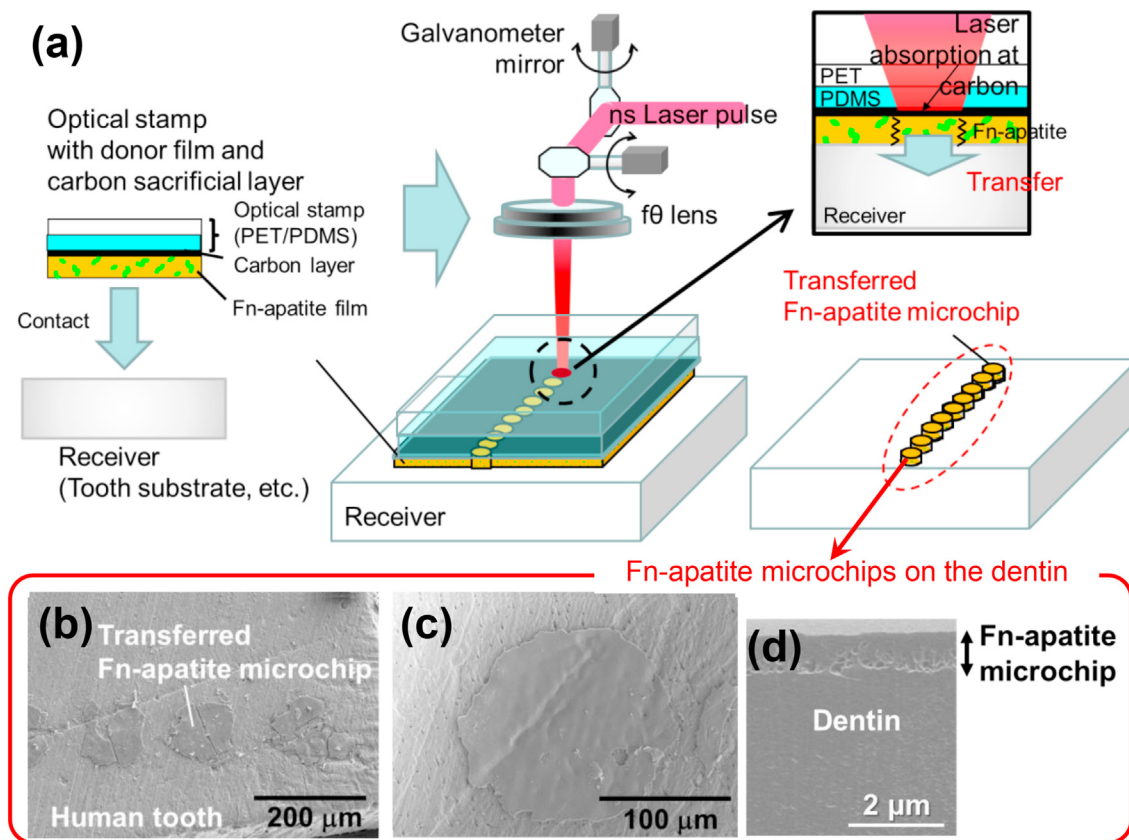 (a)
Galvanometer
mirror
ns Laser pulse
fθ lens
Laser
absorption at
carbon
PET
PDMS
Fn-apatite
Transfer
Receiver
Optical stamp
with donor film and
carbon sacrificial layer
Optical stamp
(PET/PDMS)
Carbon layer
Fn-apatite film
Contact
Receiver
(Tooth substrate, etc.)
Receiver
Transferred
Fn-apatite microchip
Fn-apatite microchips on the dentin
(b)
Transferred
Fn-apatite microchip
Human tooth
200 μm
(c)
100 μm
(d)
Dentin
2 μm
Fn-apatite
microchip